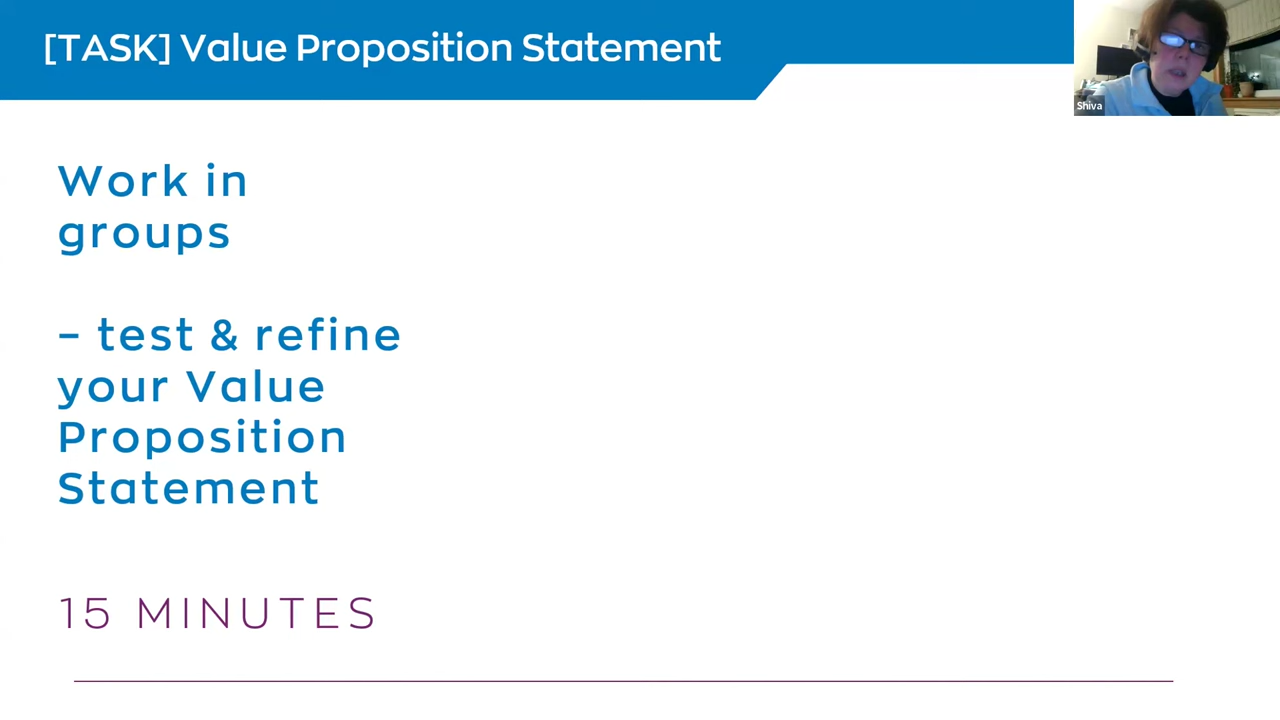 [TASK] Value Proposition Statement
Shiva
Work in
groups
– test & refine
your Value
Proposition
Statement
15 MINUTES